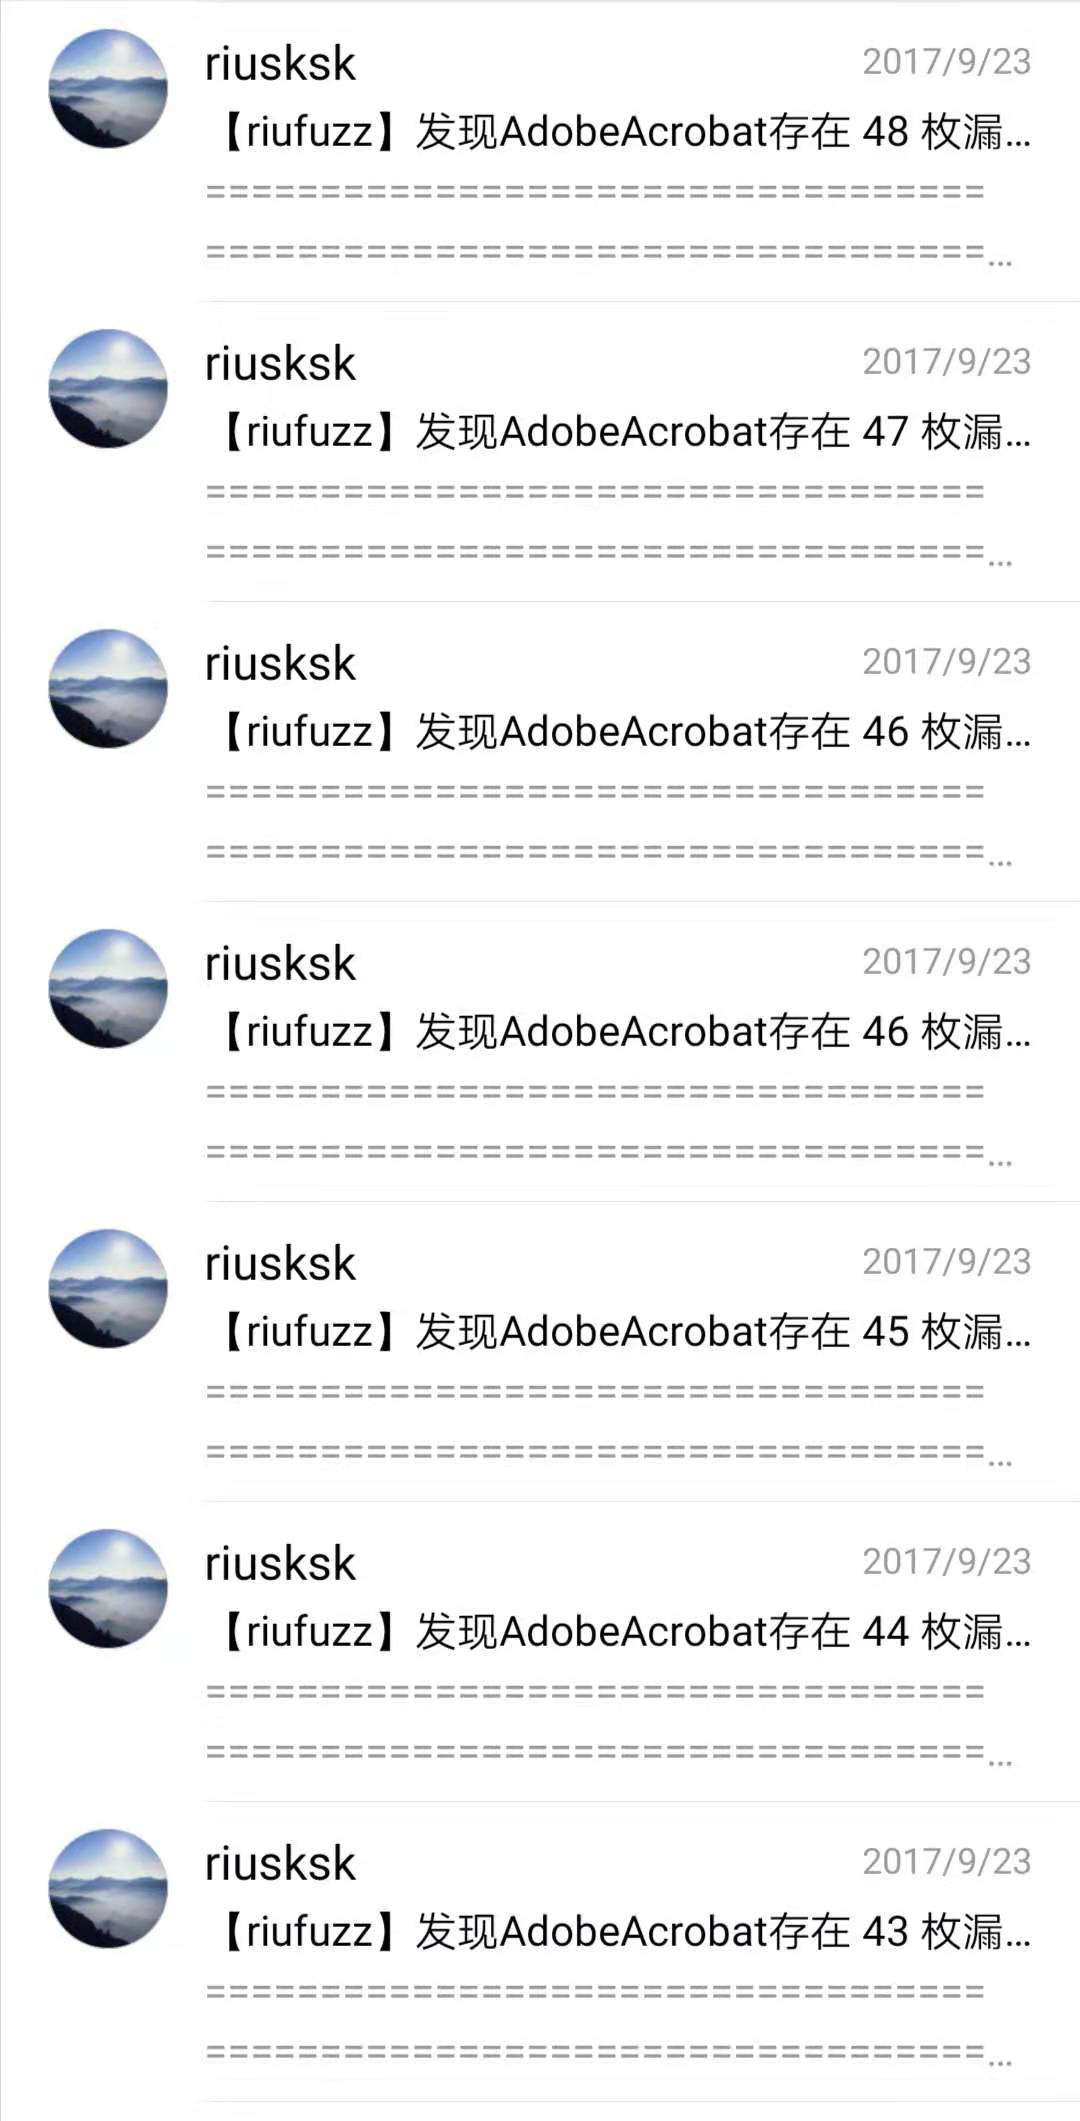 riusksk
2017/9/23
【riufuzz】发现AdobeAcrobat存在 48 枚漏...
==================================
==================================...
riusksk
2017/9/23
【riufuzz】发现AdobeAcrobat存在 47 枚漏...
==================================
==================================...
riusksk
2017/9/23
【riufuzz】发现AdobeAcrobat存在 46 枚漏...
==================================
==================================...
riusksk
2017/9/23
【riufuzz】发现AdobeAcrobat存在 46 枚漏...
==================================
==================================...
riusksk
2017/9/23
【riufuzz】发现AdobeAcrobat存在 45 枚漏...
==================================
==================================...
riusksk
2017/9/23
【riufuzz】发现AdobeAcrobat存在 44 枚漏...
==================================
==================================...
riusksk
2017/9/23
【riufuzz】发现AdobeAcrobat存在 43 枚漏...
==================================
==================================...